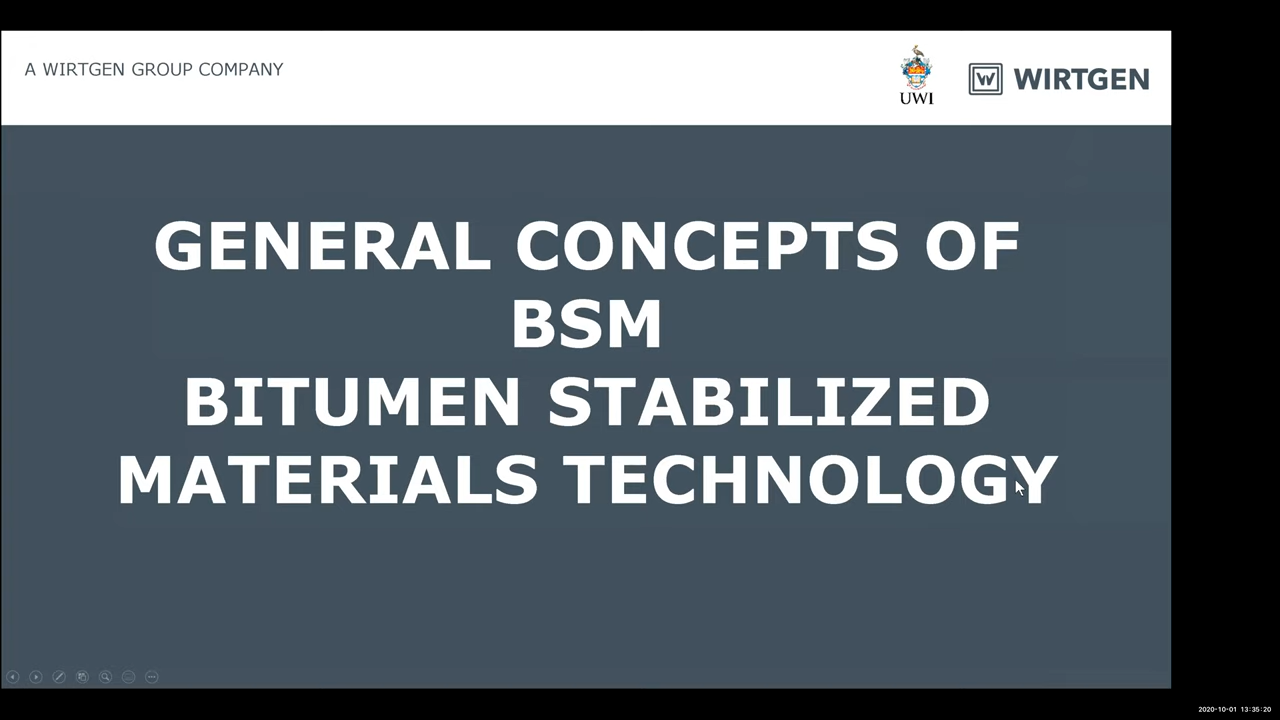 A WIRTGEN GROUP COMPANY
UWI
W WIRTGEN
GENERAL CONCEPTS OF
BSM
BITUMEN STABILIZED
MATERIALS TECHNOLOGY
2020-10-01 13:35:20